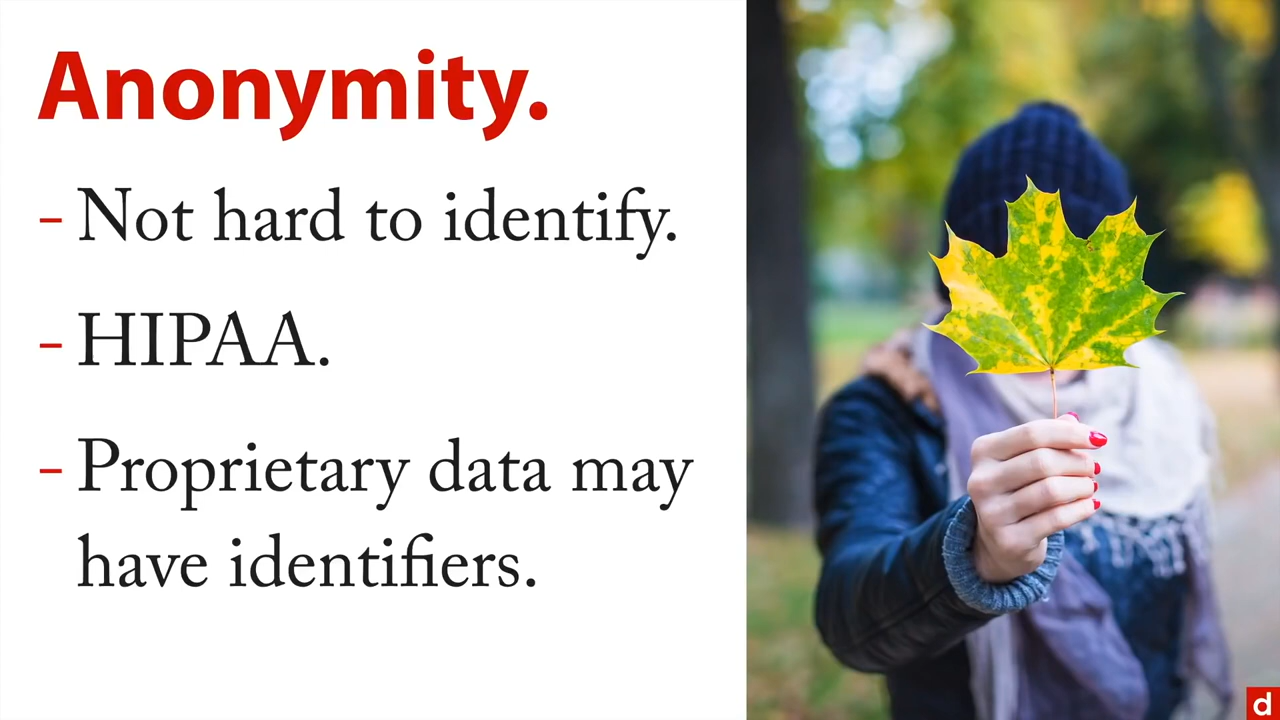 Anonymity.
- Not hard to identify.
- HIPAA.
- Proprietary data may
have identifiers.
d